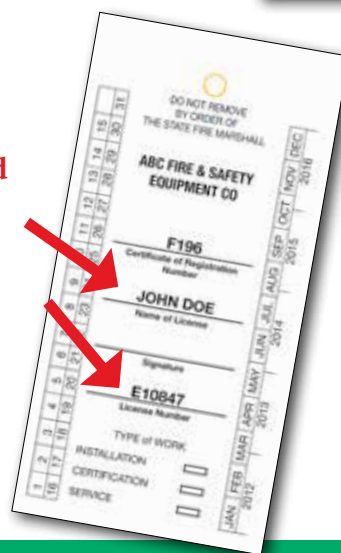 d
DO NOT REMOVE
BY ORDER OF
THE STATE FIRE MARSHALL
ABC FIRE & SAFETY
EQUIPMENT CO
F196
Certificate of Registration
Number
JOHN DOE
Name of License
Signature
E10847
License Number
TYPE of WORK
INSTALLATION
CERTIFICATION
SERVICE
1 2 3 4 5 6 7 8 9 10 11 12 13 14 15
16 17 18 19 20 21 23 25 26 27 28 29 30 31
JAN FEB MAR APR MAY JUN JUL AUG SEP OCT NOV DEC
2012 2013 2014 2015 2016